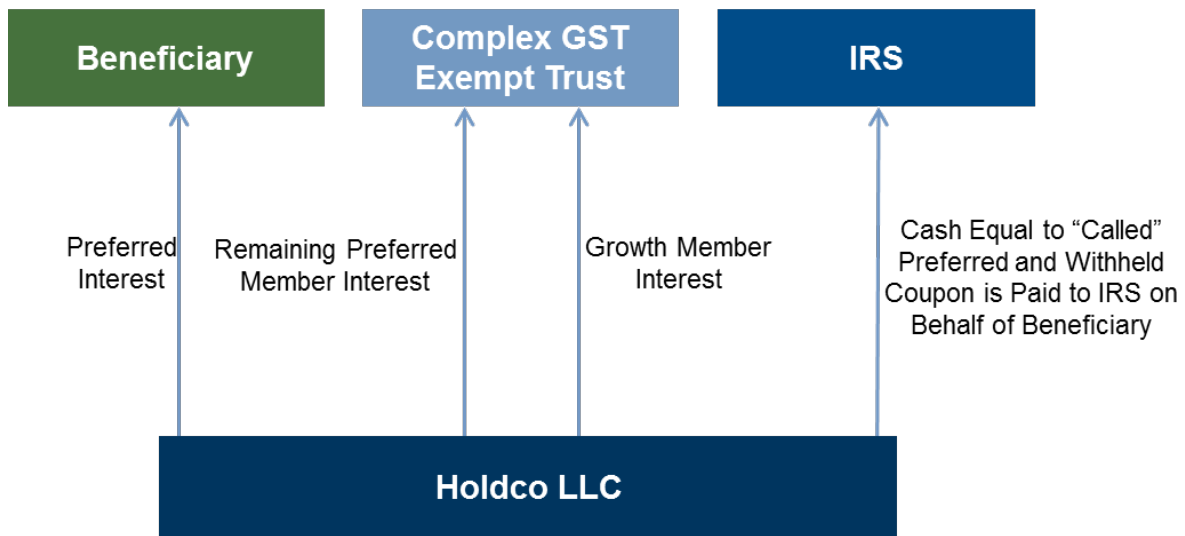 Beneficiary
Complex GST
Exempt Trust
IRS
Preferred
Interest
Remaining Preferred
Member Interest
Growth Member
Interest
Cash Equal to “Called”
Preferred and Withheld
Coupon is Paid to IRS on
Behalf of Beneficiary
Holdco LLC